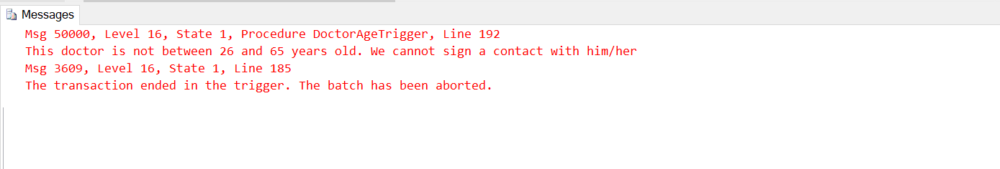 Messages
Msg 50000, Level 16, State 1, Procedure DoctorAgeTrigger, Line 192
This doctor is not between 26 and 65 years old. We cannot sign a contact with him/her
Msg 3609, Level 16, State 1, Line 185
The transaction ended in the trigger. The batch has been aborted.